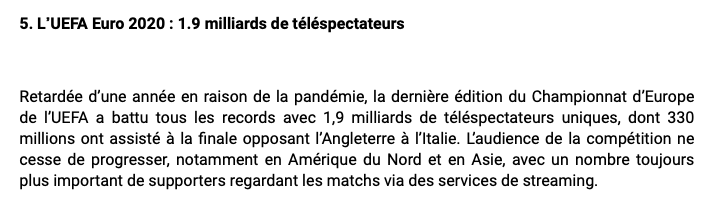 5. L'UEFA Euro 2020 : 1.9 milliards de téléspectateurs
Retardée d’une année en raison de la pandémie, la dernière édition du Championnat d’Europe
de l’UEFA a battu tous les records avec 1,9 milliards de téléspectateurs uniques, dont 330
millions ont assisté à la finale opposant l’Angleterre à l’Italie. L’audience de la compétition ne
cesse de progresser, notamment en Amérique du Nord et en Asie, avec un nombre toujours
plus important de supporters regardant les matchs via des services de streaming.